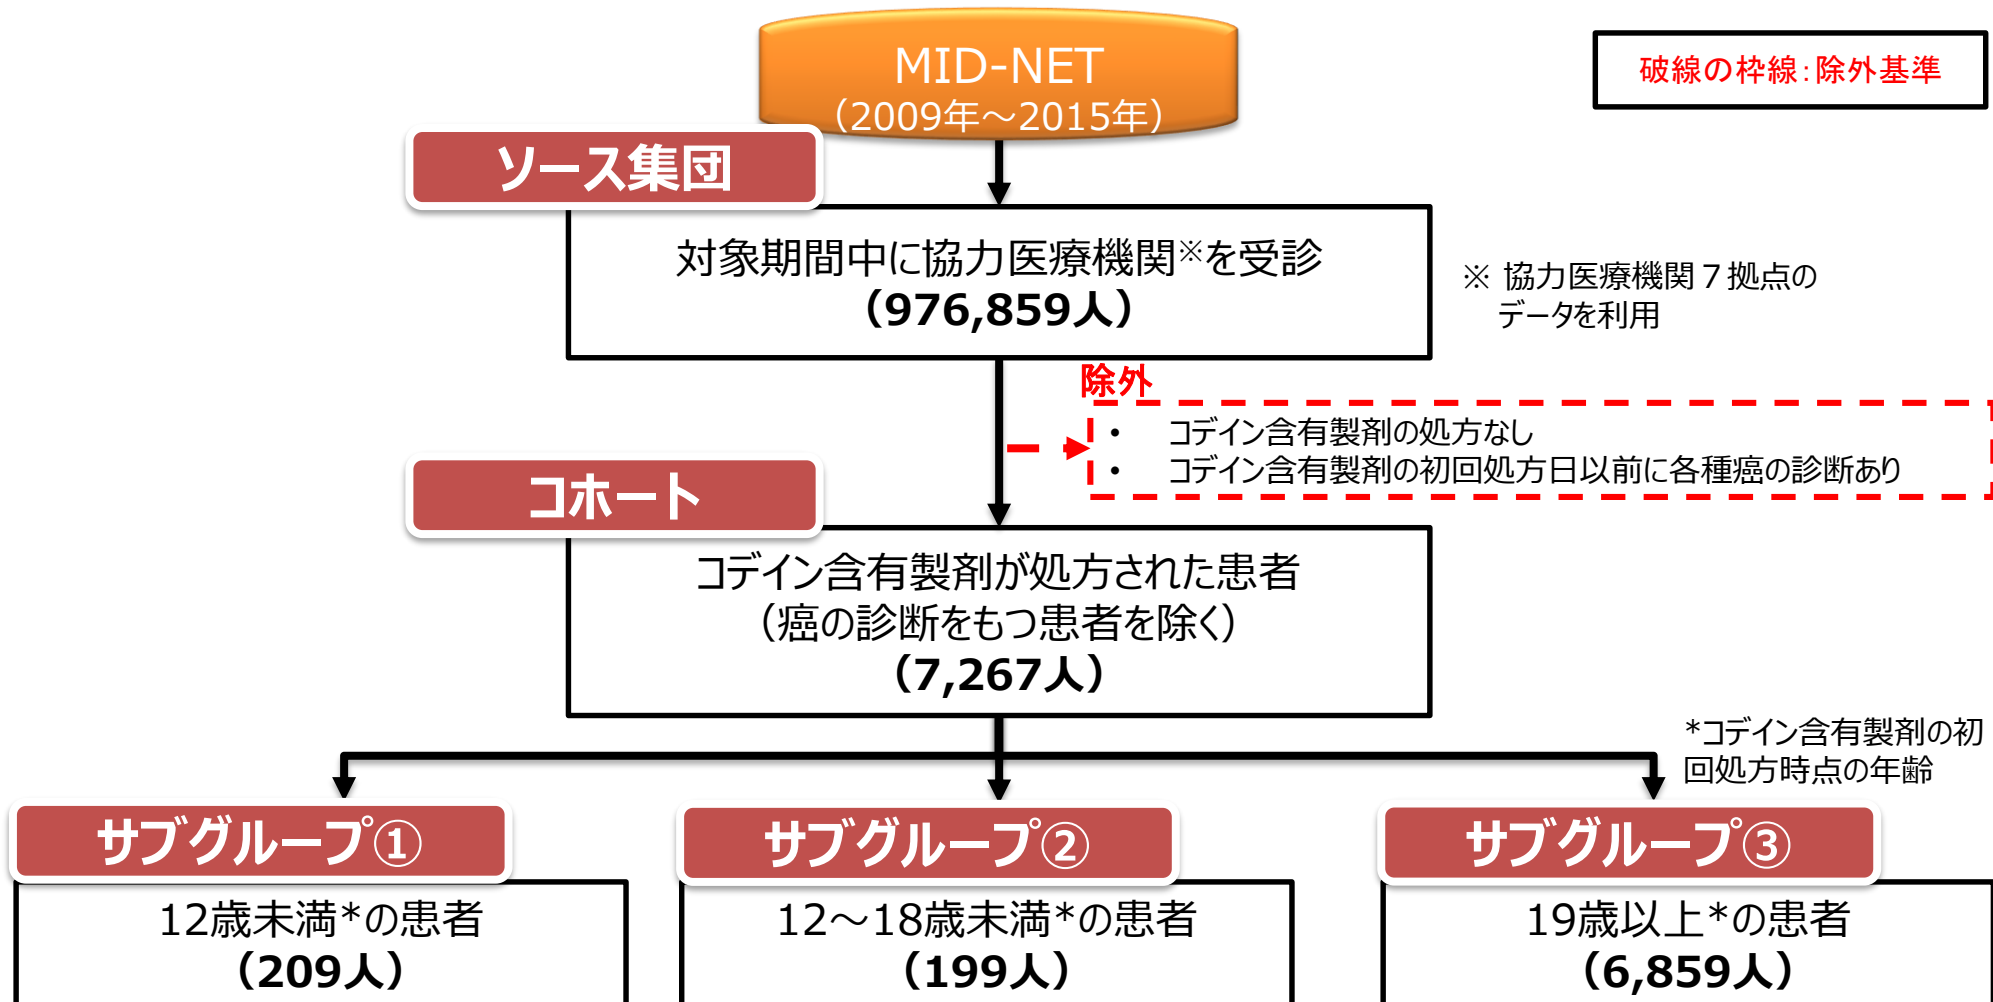 MID-NET
（2009年～2015年）
破線の枠線：除外基準
ソース集団
対象期間中に協力医療機関※を受診
（976,859人）
※ 協力医療機関７拠点の
データを利用
除外
• コデイン含有製剤の処方なし
• コデイン含有製剤の初回処方日以前に各種癌の診断あり
コホート
コデイン含有製剤が処方された患者
（癌の診断をもつ患者を除く）
（7,267人）
*コデイン含有製剤の初
回処方時点の年齢
サブグループ①
12歳未満*の患者
（209人）
サブグループ②
12～18歳未満*の患者
（199人）
サブグループ③
19歳以上*の患者
（6,859人）